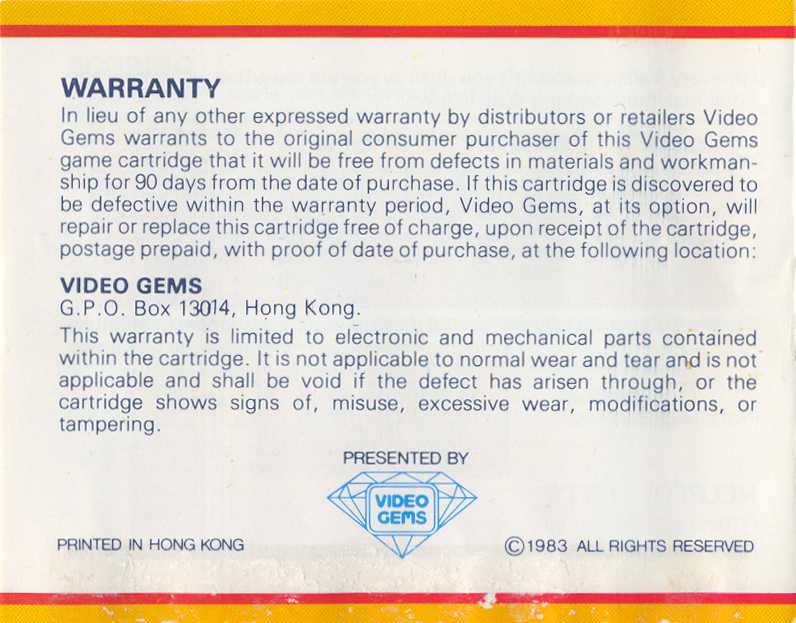 WARRANTY
In lieu of any other expressed warranty by distributors or retailers Video
Gems warrants to the original consumer purchaser of this Video Gems
game cartridge that it will be free from defects in materials and workman-
ship for 90 days from the date of purchase. If this cartridge is discovered to
be defective within the warranty period, Video Gems, at its option, will
repair or replace this cartridge free of charge, upon receipt of the cartridge,
postage prepaid, with proof of date of purchase, at the following location:
VIDEO GEMS
G.P.O. Box 13014, Hong Kong.
This warranty is limited to electronic and mechanical parts contained
within the cartridge. It is not applicable to normal wear and tear and is not
applicable and shall be void if the defect has arisen through, or the
cartridge shows signs of, misuse, excessive wear, modifications, or
tampering.
PRESENTED BY
VIDEO
GEMS
PRINTED IN HONG KONG
©1983 ALL RIGHTS RESERVED